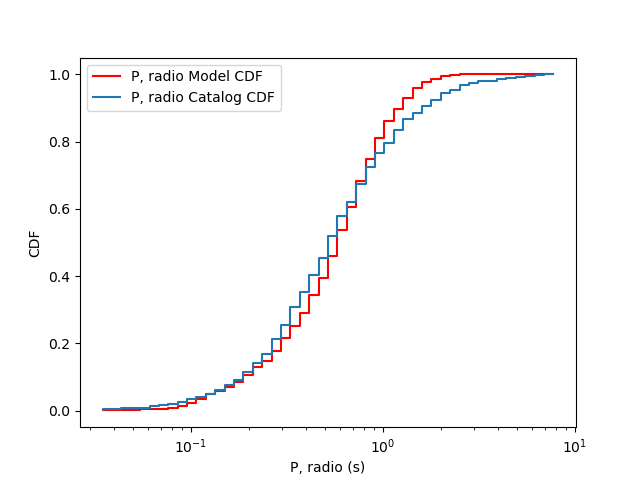 P, radio Model CDF
P, radio Catalog CDF
1.0
0.8
0.6
0.4
0.2
0.0
CDF
10⁻¹
10⁰
10¹
P, radio (s)